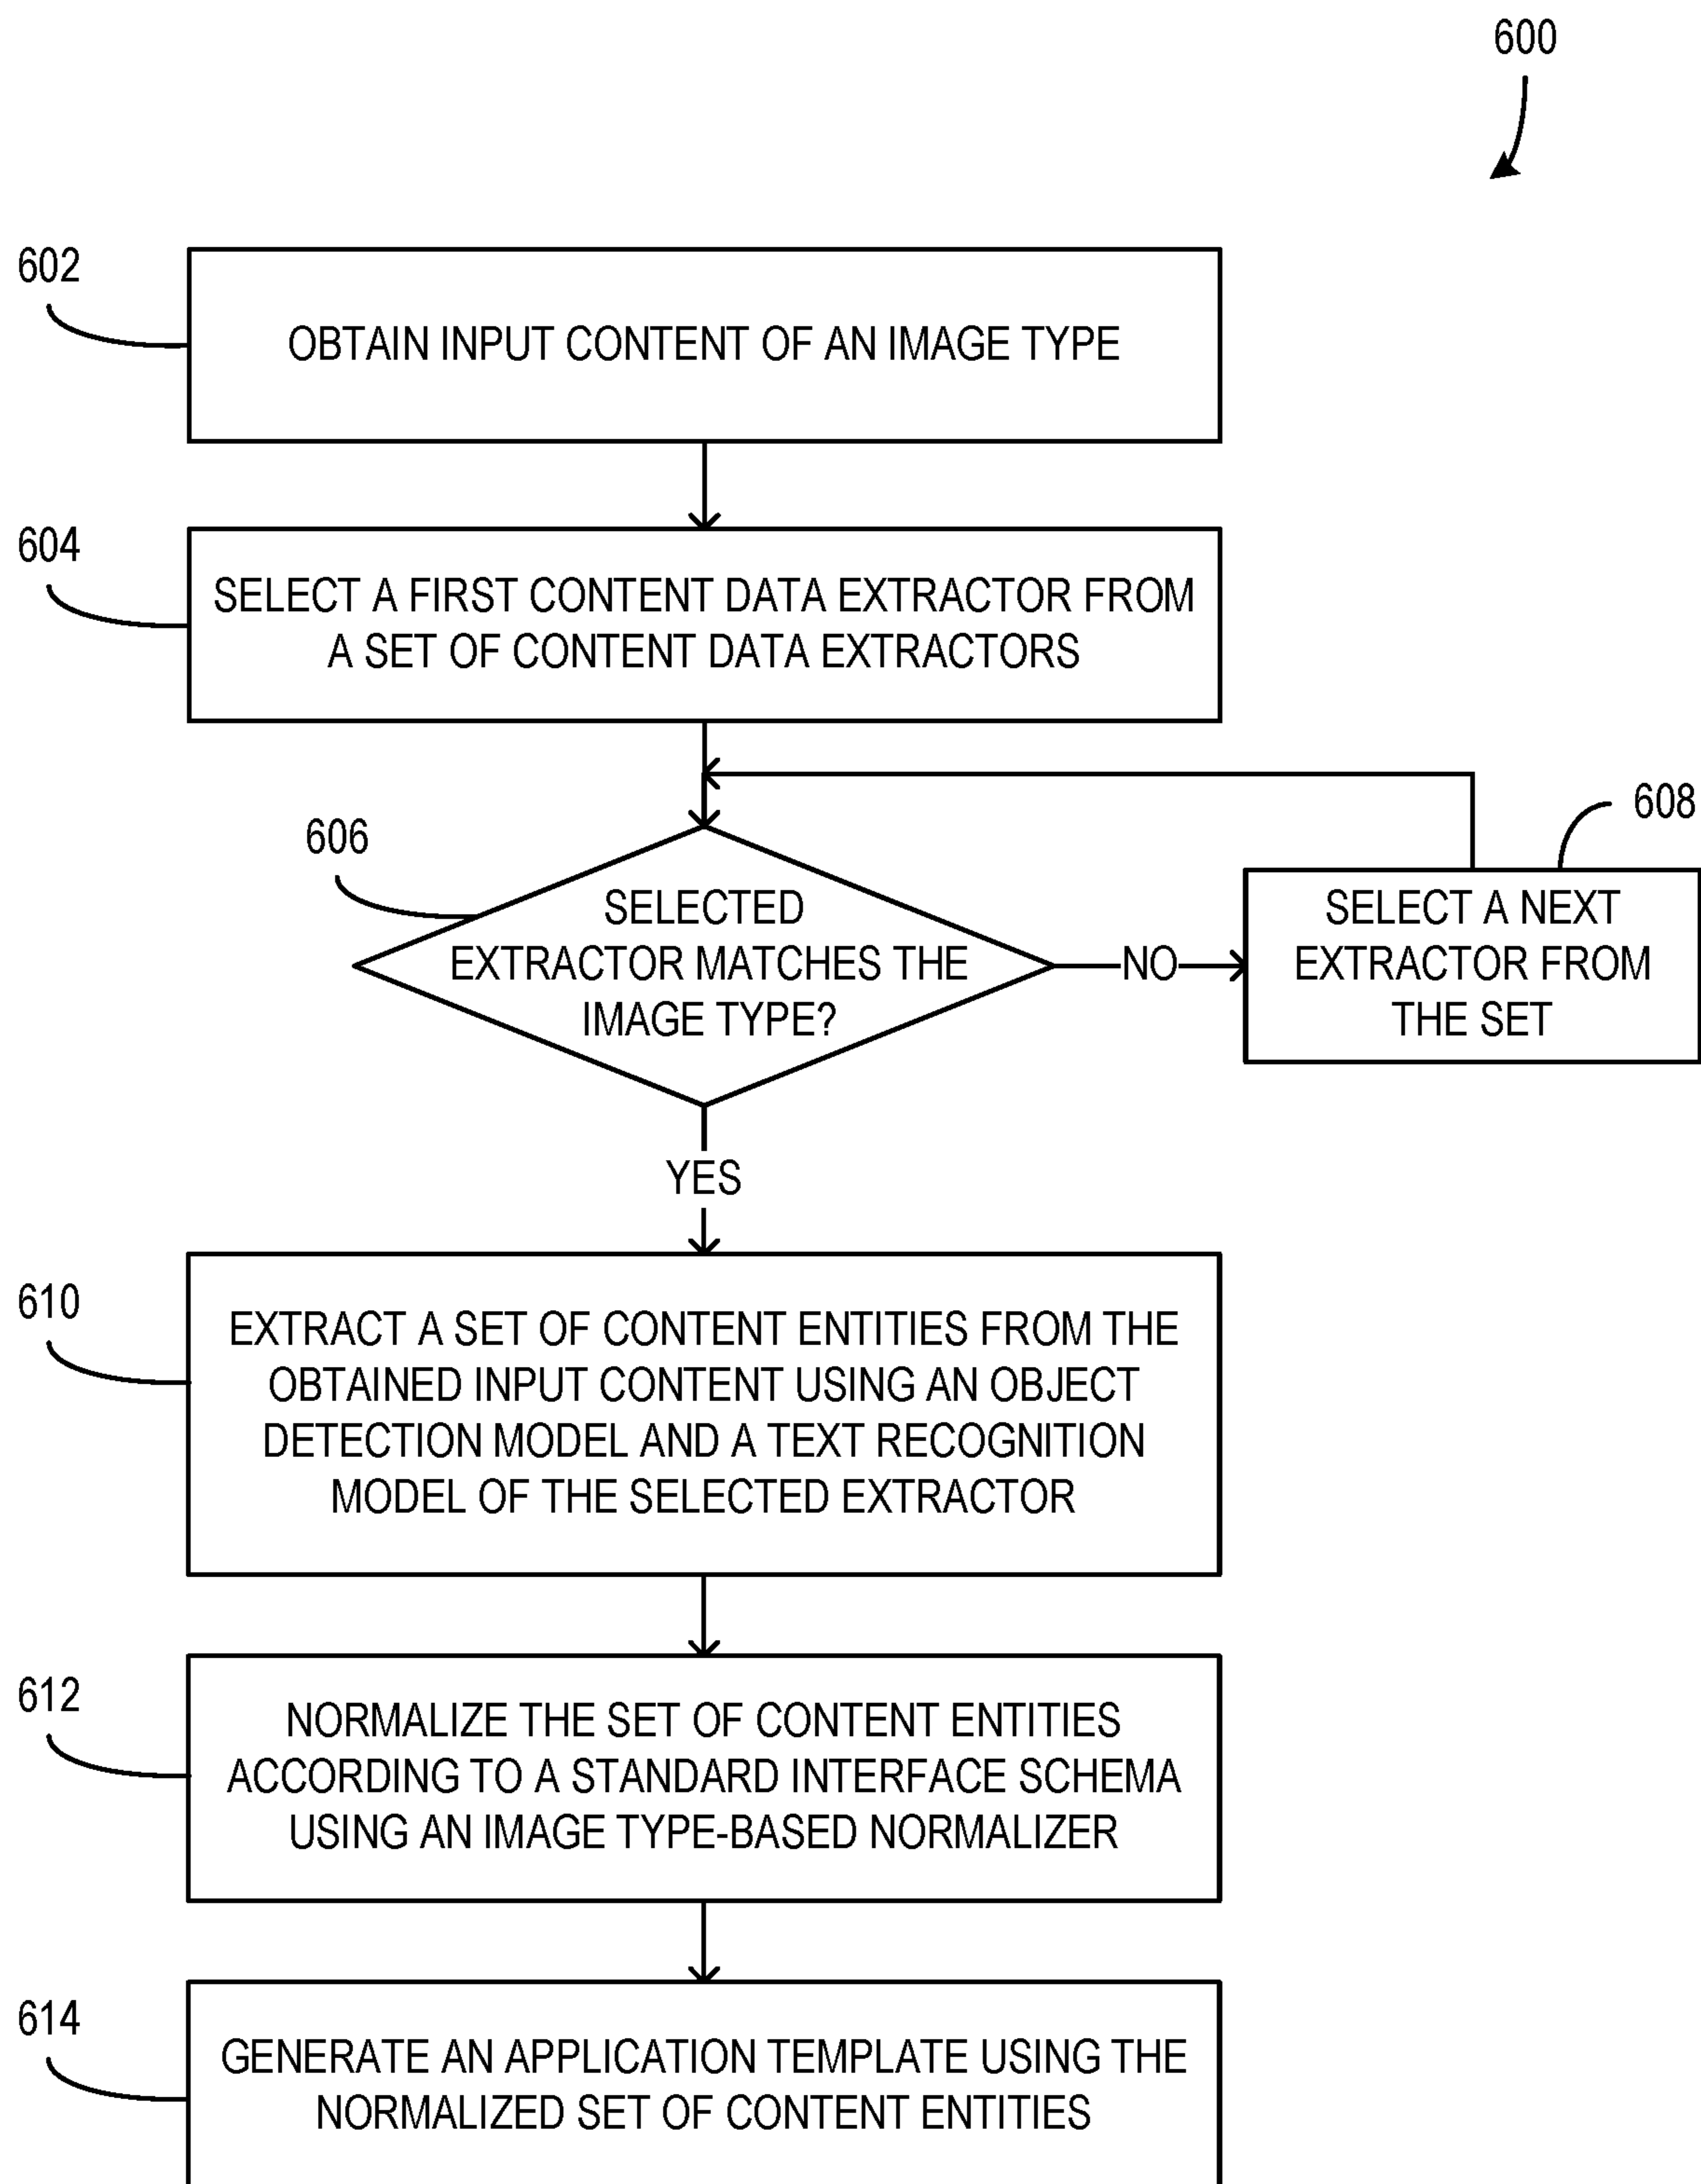 600
602
OBTAIN INPUT CONTENT OF AN IMAGE TYPE
604
SELECT A FIRST CONTENT DATA EXTRACTOR FROM
A SET OF CONTENT DATA EXTRACTORS
606
608
SELECTED
EXTRACTOR MATCHES THE
IMAGE TYPE?
NO
SELECT A NEXT
EXTRACTOR FROM
THE SET
YES
610
EXTRACT A SET OF CONTENT ENTITIES FROM THE
OBTAINED INPUT CONTENT USING AN OBJECT
DETECTION MODEL AND A TEXT RECOGNITION
MODEL OF THE SELECTED EXTRACTOR
612
NORMALIZE THE SET OF CONTENT ENTITIES
ACCORDING TO A STANDARD INTERFACE SCHEMA
USING AN IMAGE TYPE-BASED NORMALIZER
614
GENERATE AN APPLICATION TEMPLATE USING THE
NORMALIZED SET OF CONTENT ENTITIES